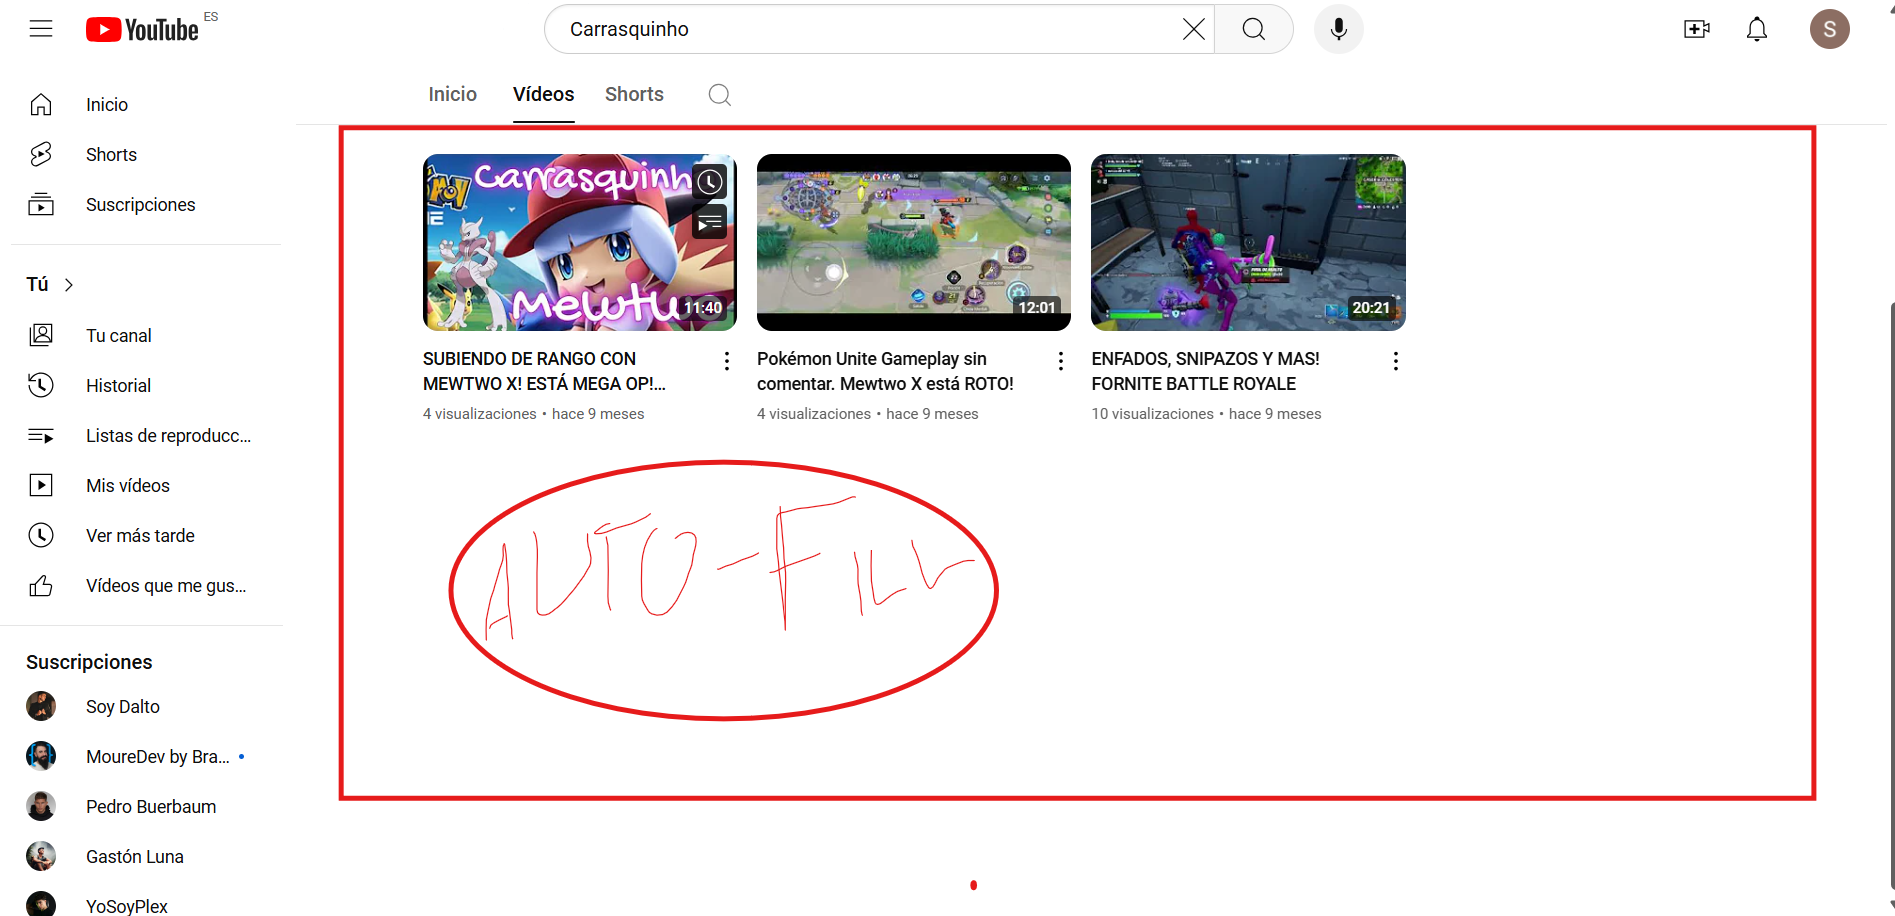 YouTube ES
Carrasquinho
S
Inicio
Shorts
Suscripciones
Tú
Tu canal
Historial
Listas de reproducc...
Mis vídeos
Ver más tarde
Vídeos que me gus...
Suscripciones
Soy Dalto
MoureDev by Bra...
Pedro Buerbaum
Gastón Luna
YoSoyPlex
Inicio Vídeos Shorts
Carrasquinh
Mewtu
11:40
SUBIENDO DE RANGO CON
MEWTWO X! ESTÁ MEGA OP!...
4 visualizaciones • hace 9 meses
12:01
Pokémon Unite Gameplay sin
comentar. Mewtwo X está ROTO!
4 visualizaciones • hace 9 meses
20:21
ENFADOS, SNIPAZOS Y MAS!
FORNITE BATTLE ROYALE
10 visualizaciones • hace 9 meses
AUTO-FILL